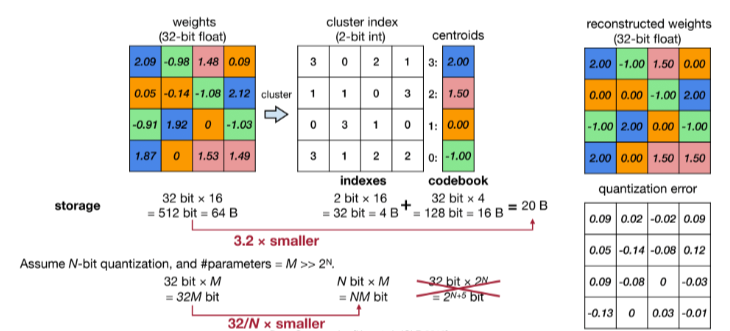 weights
(32-bit float)
cluster index
(2-bit int)
centroids
reconstructed weights
(32-bit float)
2.09 -0.98 1.48 0.09
0.05 -0.14 -1.08 2.12
-0.91 1.92 0 -1.03
1.87 0 1.53 1.49
cluster
3 0 2 1
1 1 0 3
0 3 1 0
3 1 2 2
3: 2.00
2: 1.50
1: 0.00
0: -1.00
2.00 -1.00 1.50 0.00
0.00 0.00 -1.00 2.00
-1.00 2.00 0.00 -1.00
2.00 0.00 1.50 1.50
indexes
codebook
storage
32 bit × 16
= 512 bit = 64 B
2 bit × 16
= 32 bit = 4 B
+
32 bit × 4
= 128 bit = 16 B
= 20 B
3.2 × smaller
quantization error
0.09 0.02 -0.02 0.09
0.05 -0.14 -0.08 0.12
0.09 -0.08 0 -0.03
-0.13 0 0.03 -0.01
Assume N-bit quantization, and #parameters = M >> 2ᴺ.
32 bit × M
= 32M bit
N bit × M
= NM bit
32 bit × 2ᴺ
= 2ᴺ⁺⁵ bit
32/N × smaller